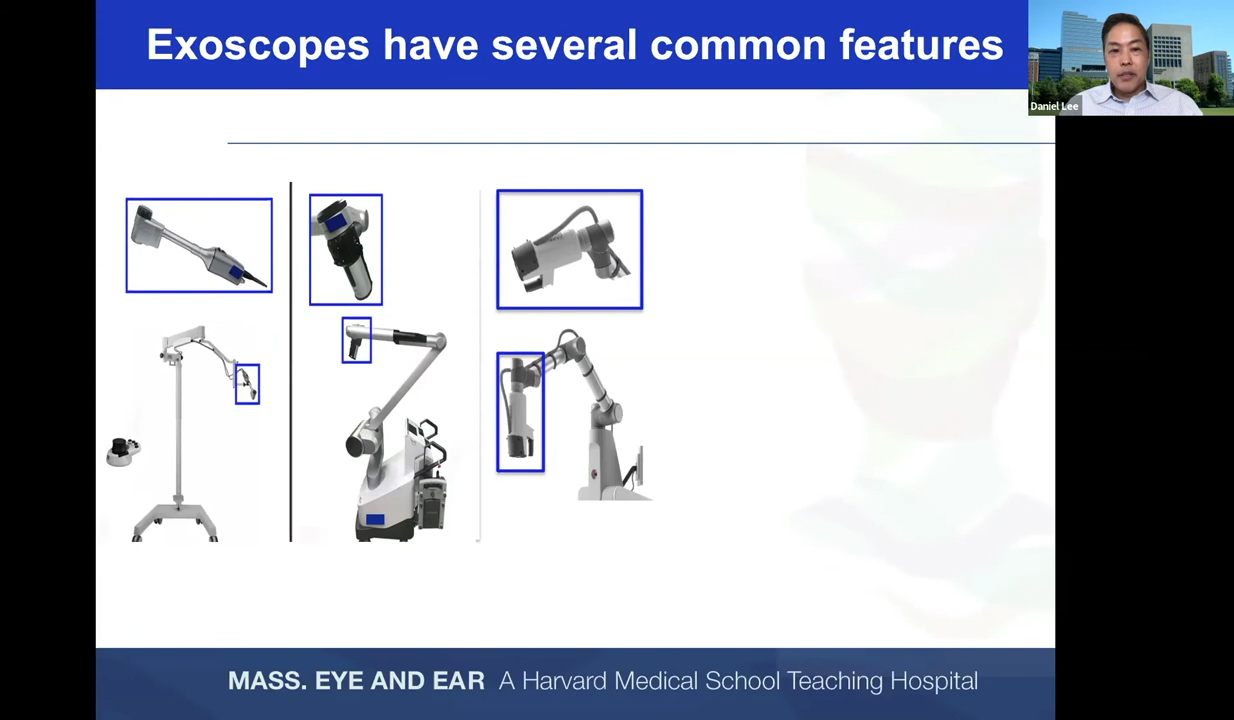 Exoscopes have several common features
Daniel Lee
MASS. EYE AND EAR A Harvard Medical School Teaching Hospital